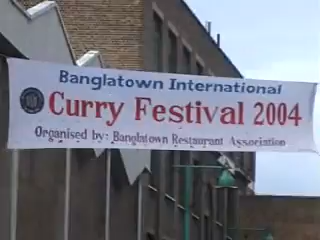 Banglatown International
Curry Festival 2004
Organised by: Banglatown Restaurant Association